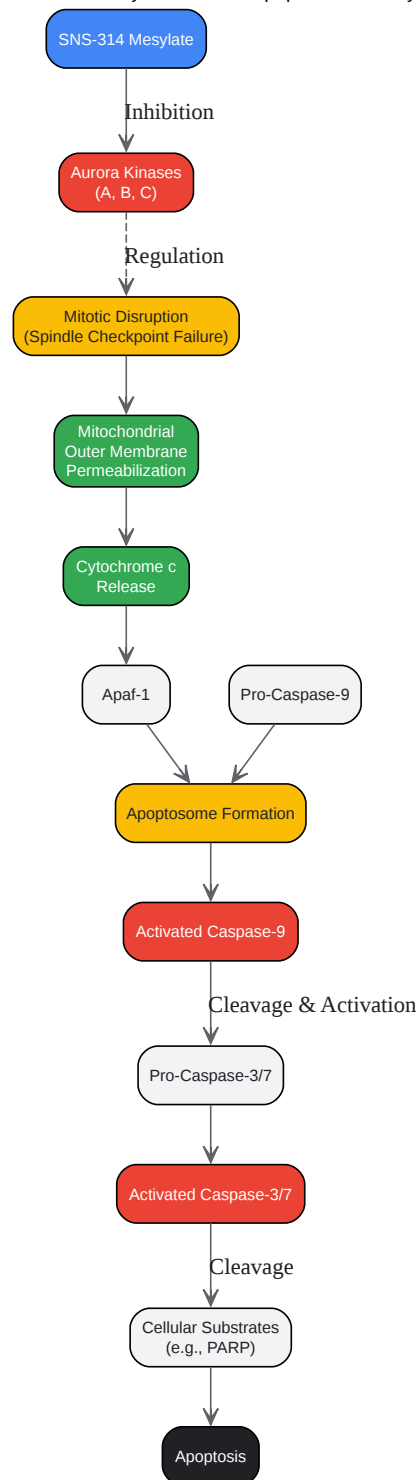 SNS-314 Mesylate
Inhibition
Aurora Kinases
(A, B, C)
Regulation
Mitotic Disruption
(Spindle Checkpoint Failure)
Mitochondrial
Outer Membrane
Permeabilization
Cytochrome c
Release
Apaf-1
Pro-Caspase-9
Apoptosome Formation
Activated Caspase-9
Cleavage & Activation
Pro-Caspase-3/7
Activated Caspase-3/7
Cleavage
Cellular Substrates
(e.g., PARP)
Apoptosis